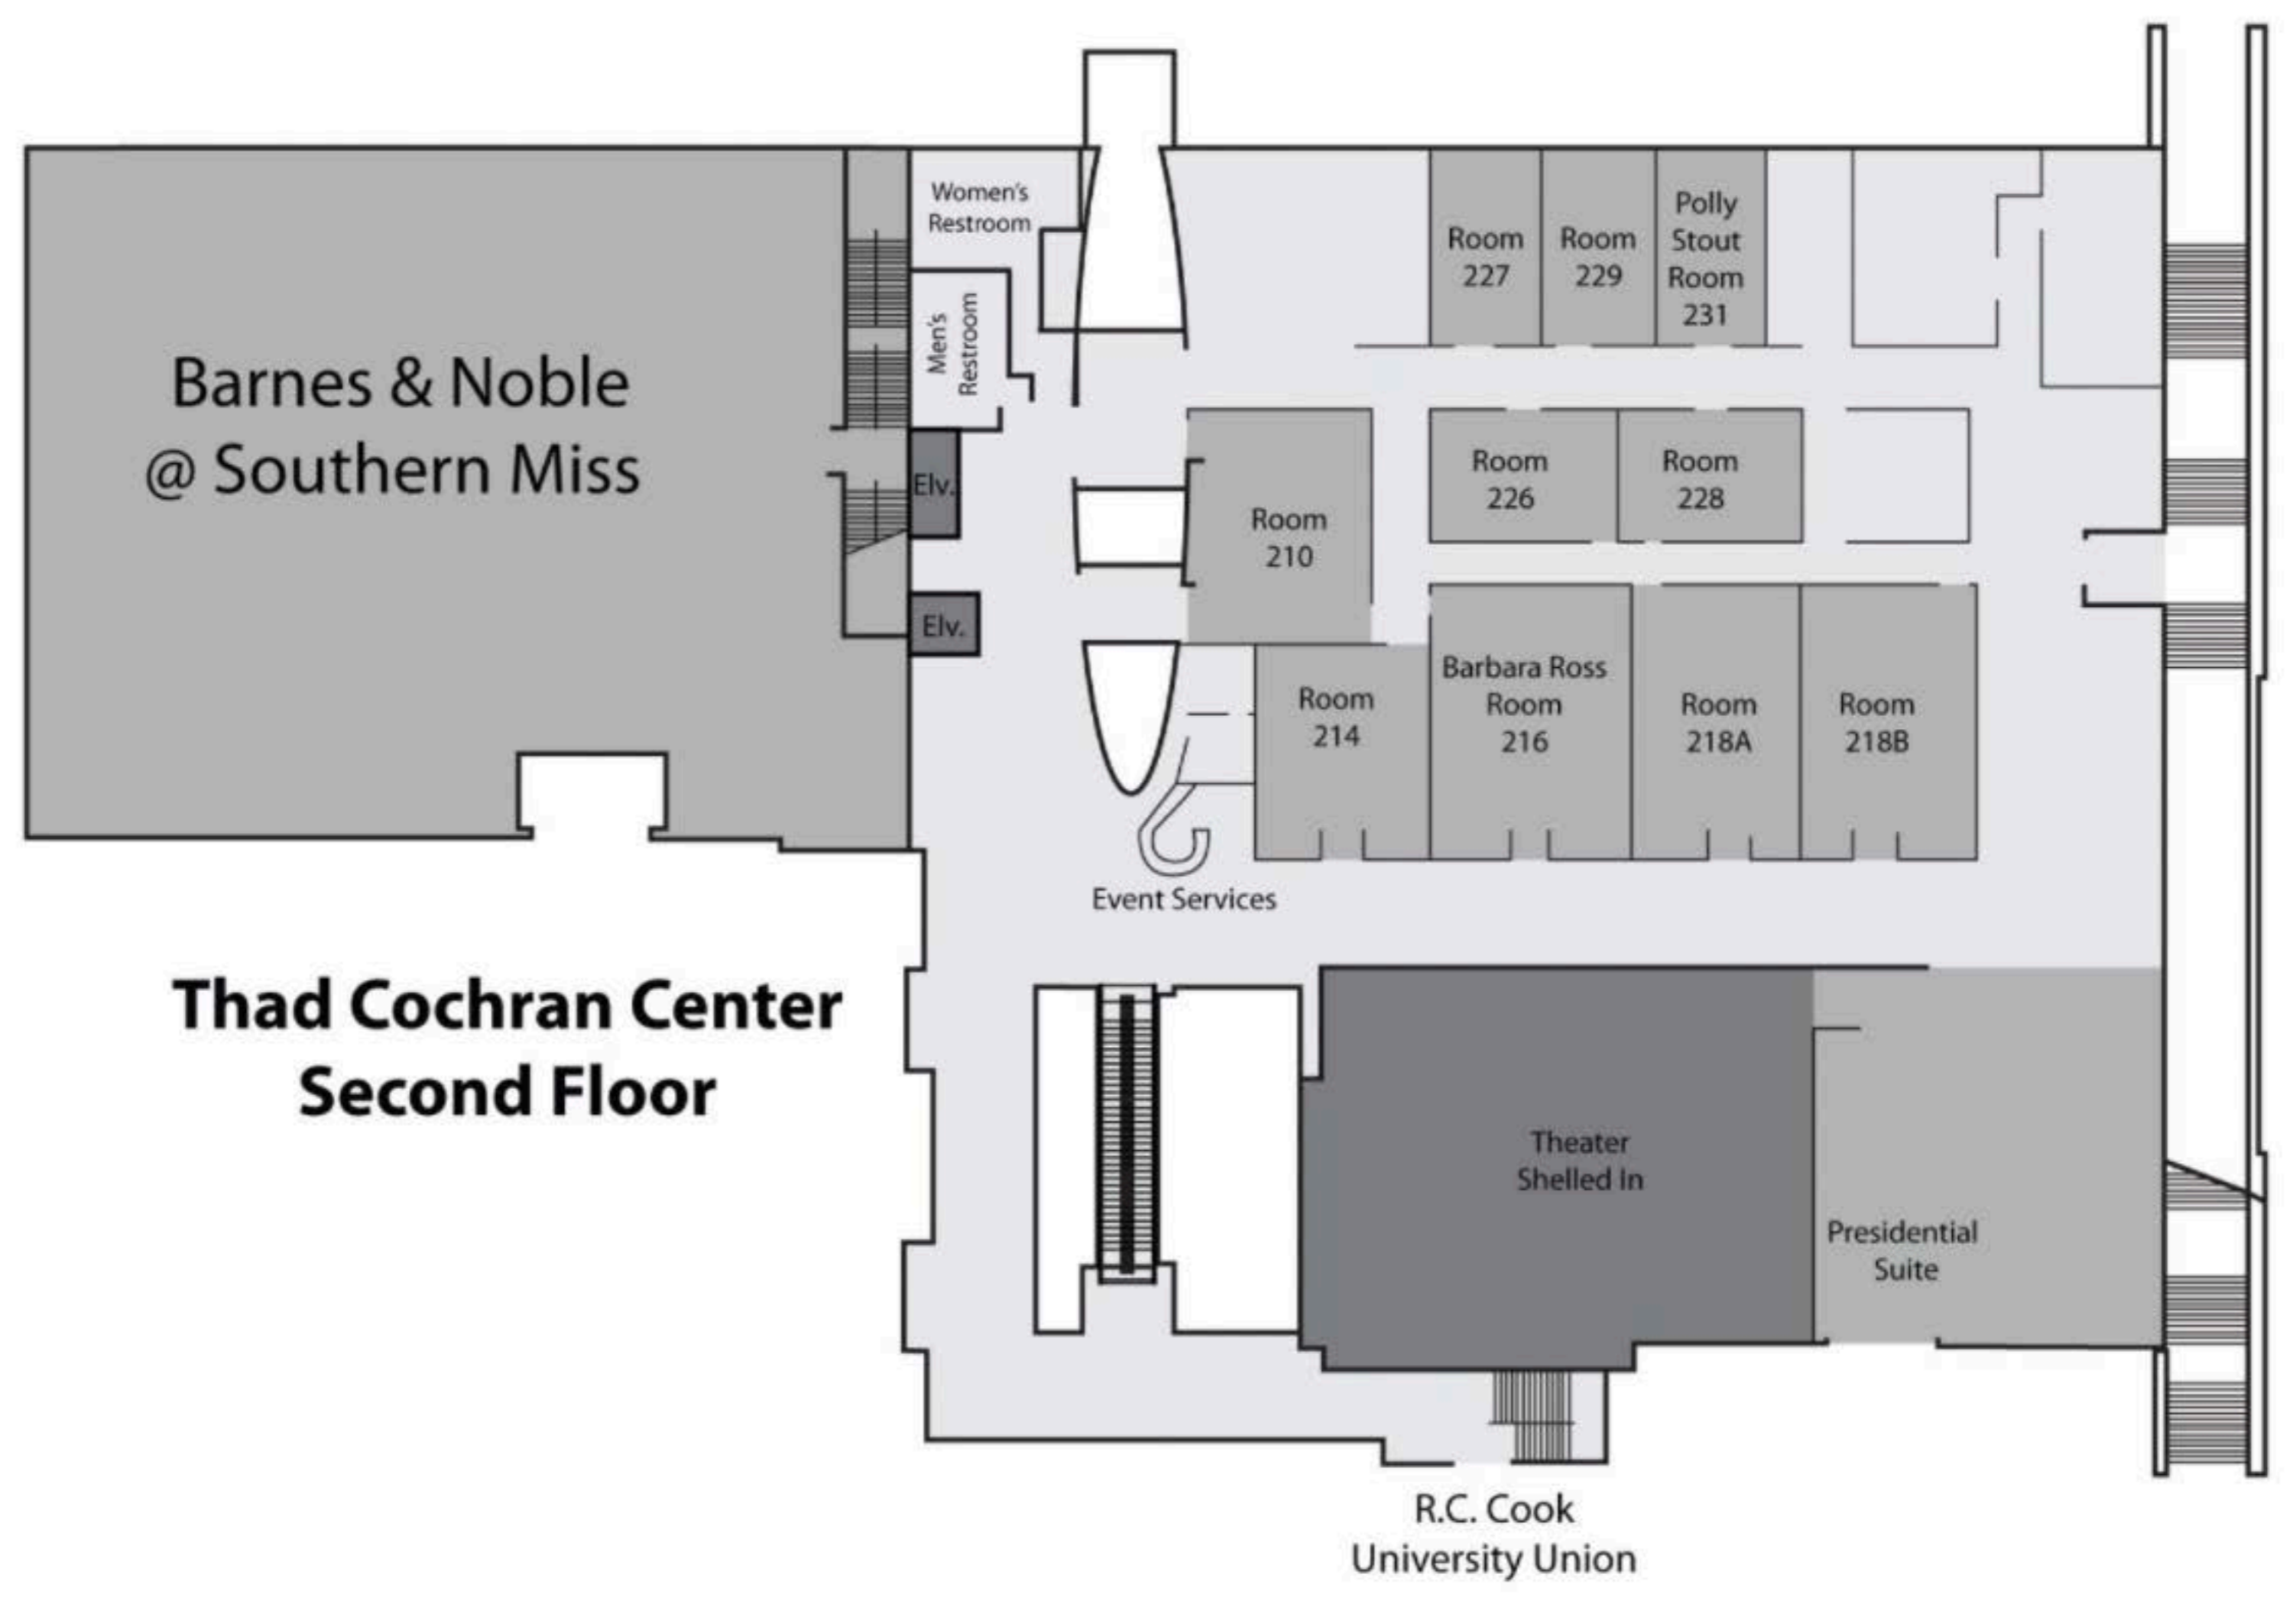 Women's
Restroom
Men's
Restroom
Barnes & Noble
@ Southern Miss
Elv.
Elv.
Room
227
Room
229
Polly
Stout
Room
231
Room
210
Room
226
Room
228
Room
214
Barbara Ross
Room
216
Room
218A
Room
218B
Event Services
Thad Cochran Center
Second Floor
Theater
Shelled In
Presidential
Suite
R.C. Cook
University Union